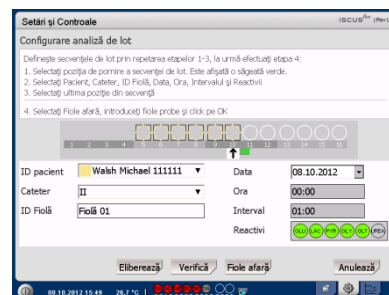 Setări și Controale
ISCUS flex (Rev)
Configurare analiză de lot
Definește secvențele de lot prin repetarea etapelor 1-3, la urmă efectuați etapa 4:
1. Selectați poziția de pornire a secvenței de lot. Este afișată o săgeată verde.
2. Selectați Pacient, Cateter, ID Fiolă, Data, Ora, Intervalul și Reactivii
3. Selectați ultima poziție din secvență
4. Selectați Fiole afară, introduceți fiole probe și click pe OK
1 2 3 4 5 6 7 8 9 10 11 12 13 14 15 16
ID pacient Walsh Michael 111111 Data 08.10.2012
Cateter II Ora 00:00
ID Fiolă Fiolă 01 Interval 01:00
Reactivi GLU LAC PYR GLY GLT UREA
Eliberează Verifică Fiole afară Anulează
08.10.2012 15:49 26.7 °C